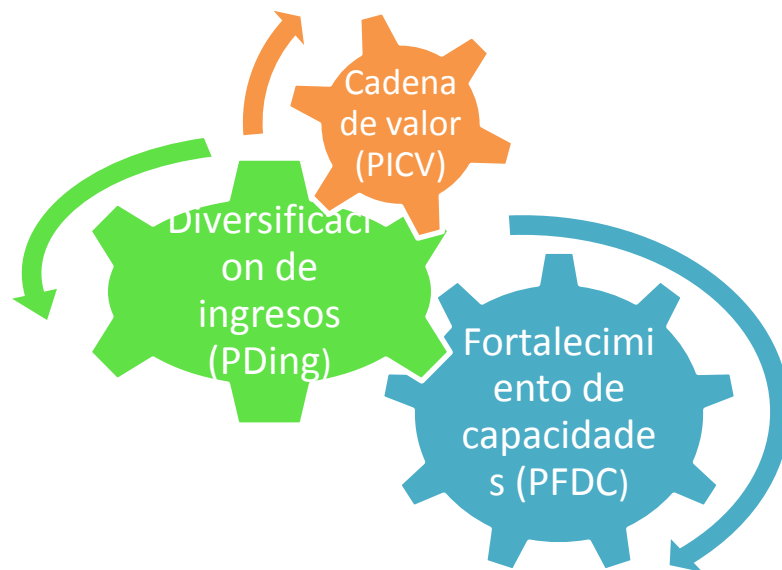 Cadena
de valor
(PICV)
Diversificaci
on de
ingresos
(PDing)
Fortalecimi
ento de
capacidade
s (PFDC)